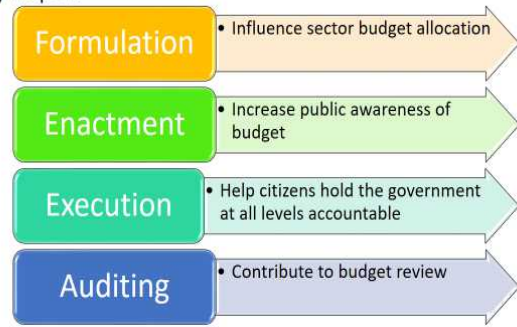 Formulation
• Influence sector budget allocation
Enactment
• Increase public awareness of
budget
Execution
• Help citizens hold the government
at all levels accountable
Auditing
• Contribute to budget review